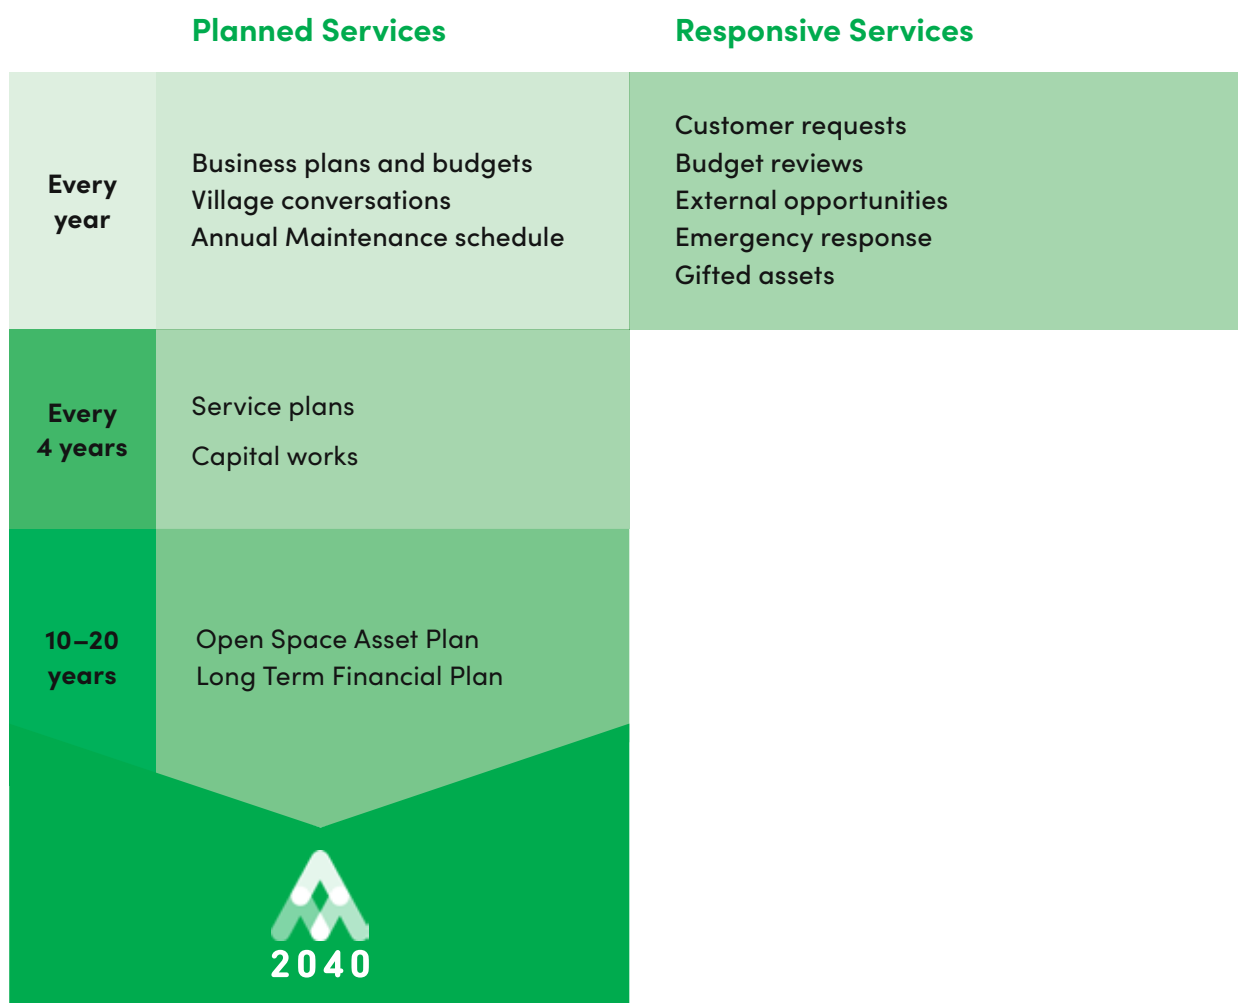 Planned Services
Responsive Services
Every
year
Business plans and budgets
Village conversations
Annual Maintenance schedule
Customer requests
Budget reviews
External opportunities
Emergency response
Gifted assets
Every
4 years
Service plans
Capital works
10–20
years
Open Space Asset Plan
Long Term Financial Plan
2040